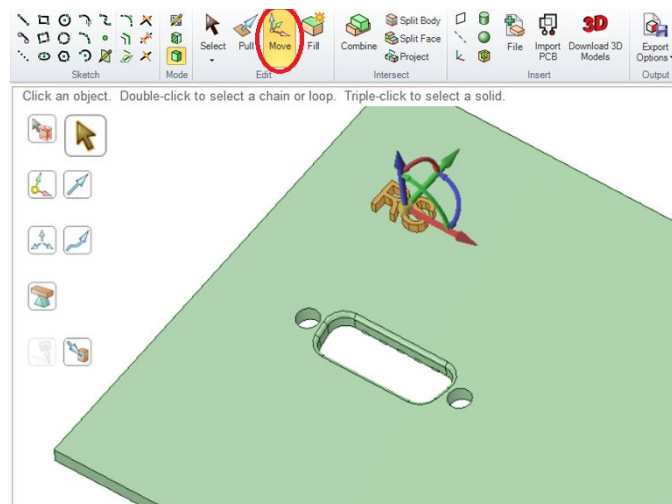 Select
Pull
Move
Fill
Combine
Split Body
Split Face
Project
File
Import PCB
3D
Download 3D Models
Export Options
Sketch
Mode
Edit
Intersect
Insert
Output
Click an object. Double-click to select a chain or loop. Triple-click to select a solid.